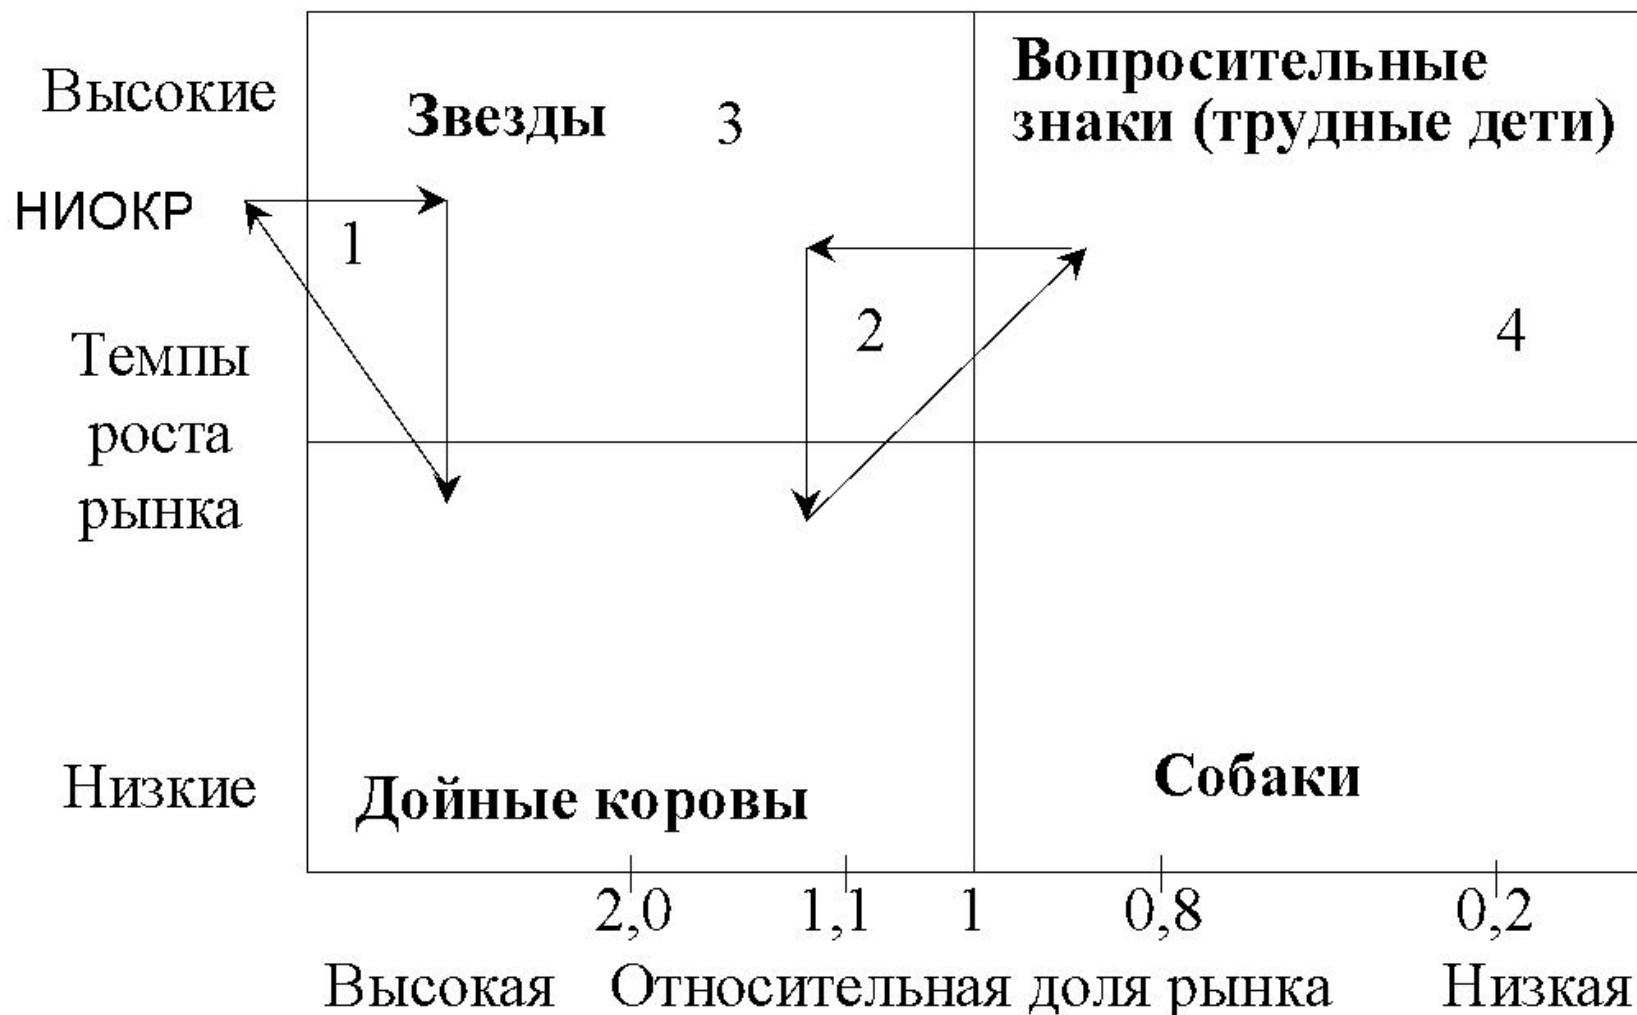 Высокие
Звезды
3
Вопросительные
знаки (трудные дети)
НИОКР
1
2
4
Темпы
роста
рынка
Низкие
Дойные коровы
Собаки
2,0
1,1
1
0,8
0,2
Высокая
Относительная доля рынка
Низкая